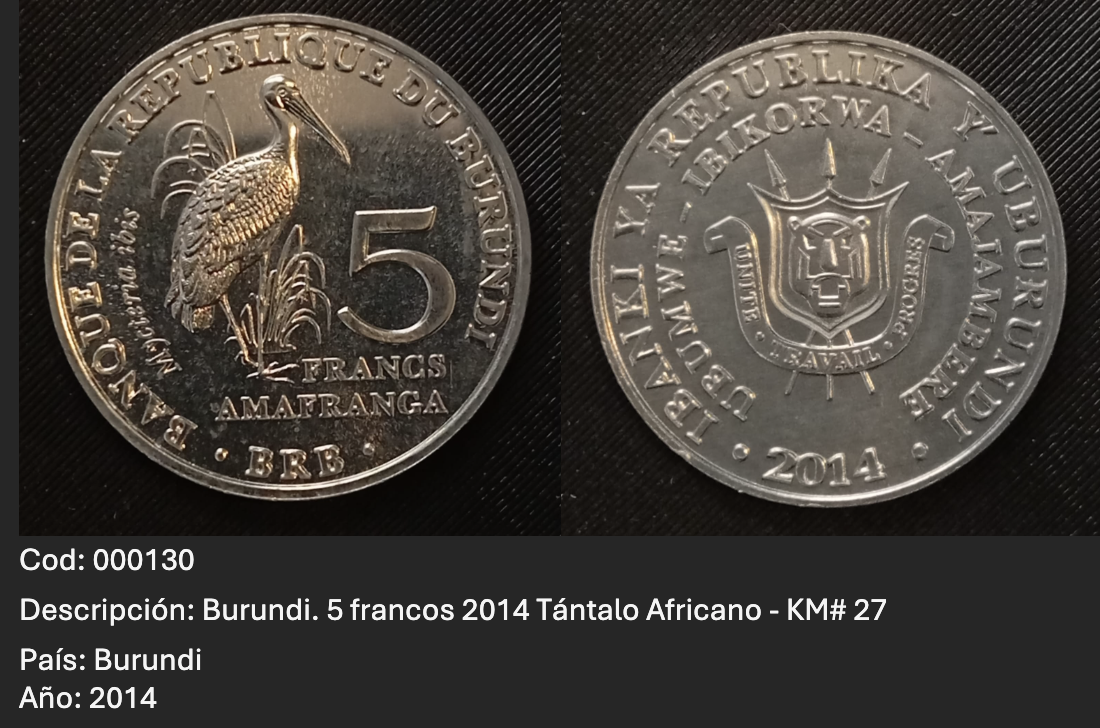 BANQUE DE LA REPUBLIQUE DU BURUNDI
Mycteria ibis
5
FRANCS
AMAFRANGA
· BRB ·
IBANKI YA REPUBLIKA Y' UBURUNDI
UBUMWE - IBIKORWA - AMAJAMBERE
UNITE · TRAVAIL · PROGRES
· 2014 ·
Cod: 000130
Descripción: Burundi. 5 francos 2014 Tántalo Africano - KM# 27
País: Burundi
Año: 2014